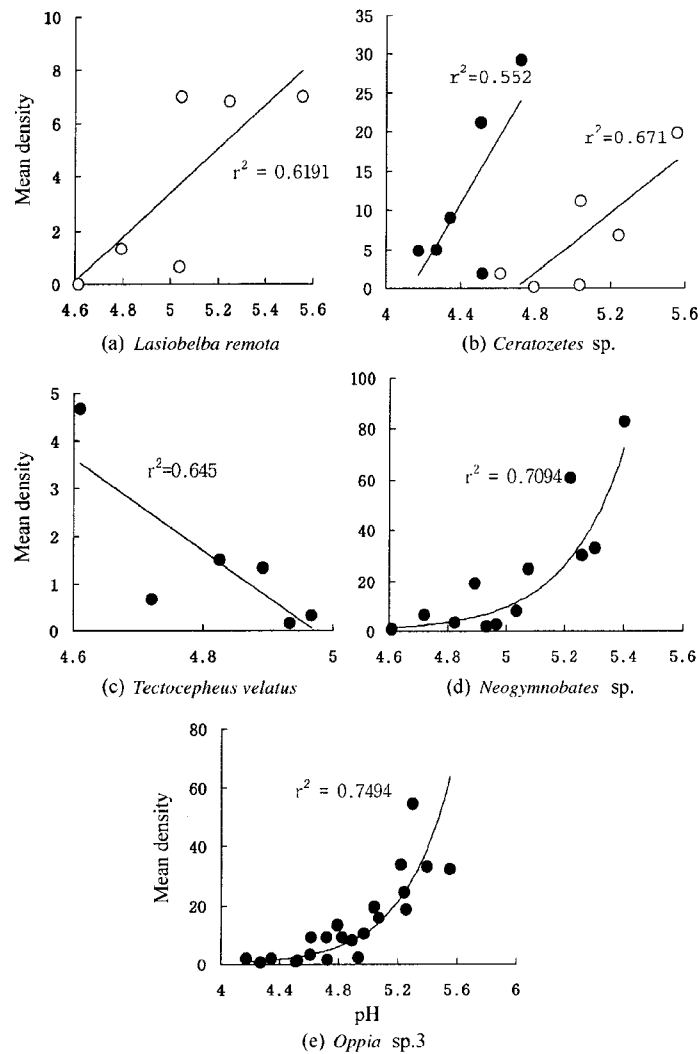 10
8
6
4
2
0
Mean density
r² = 0.6191
4.6 4.8 5 5.2 5.4 5.6
(a) Lasiobelba remota
35
30
25
20
15
10
5
0
r²=0.552
r²=0.671
4 4.4 4.8 5.2 5.6
(b) Ceratozetes sp.
5
4
3
2
1
0
Mean density
r²=0.645
4.6 4.8 5
(c) Tectocepheus velatus
100
80
60
40
20
0
r² = 0.7094
4.6 4.8 5 5.2 5.4 5.6
(d) Neogymnobates sp.
80
60
40
20
0
Mean density
r² = 0.7494
4 4.4 4.8 5.2 5.6 6
pH
(e) Oppia sp.3